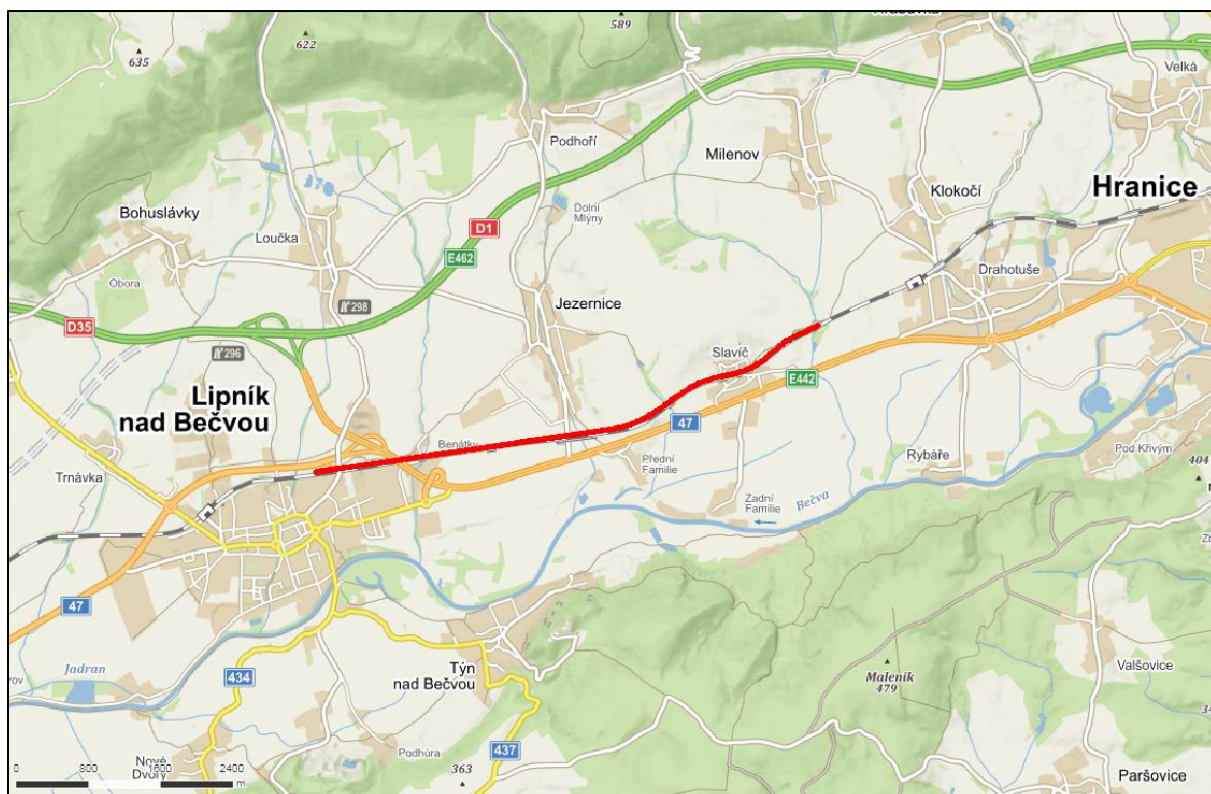 589
622
635
Velká
Podhoří
Milenov
Klokočí
Hranice
Bohuslávky
Dolní
Mlýny
Loučka
D1
E462
Drahotuše
Obora
Jezernice
298
D35
296
Slavíč
E442
Lipník
nad Bečvou
47
Benátky
Rybáře
Pod Křivým
404
Trnávka
Přední
Familie
Zadní
Familie
Bečva
47
Jadran
434
Týn
nad Bečvou
Maleník
479
Valšovice
Nové
Dvory
Podhůra
363
437
Paršovice
0 800 1600 2400
m